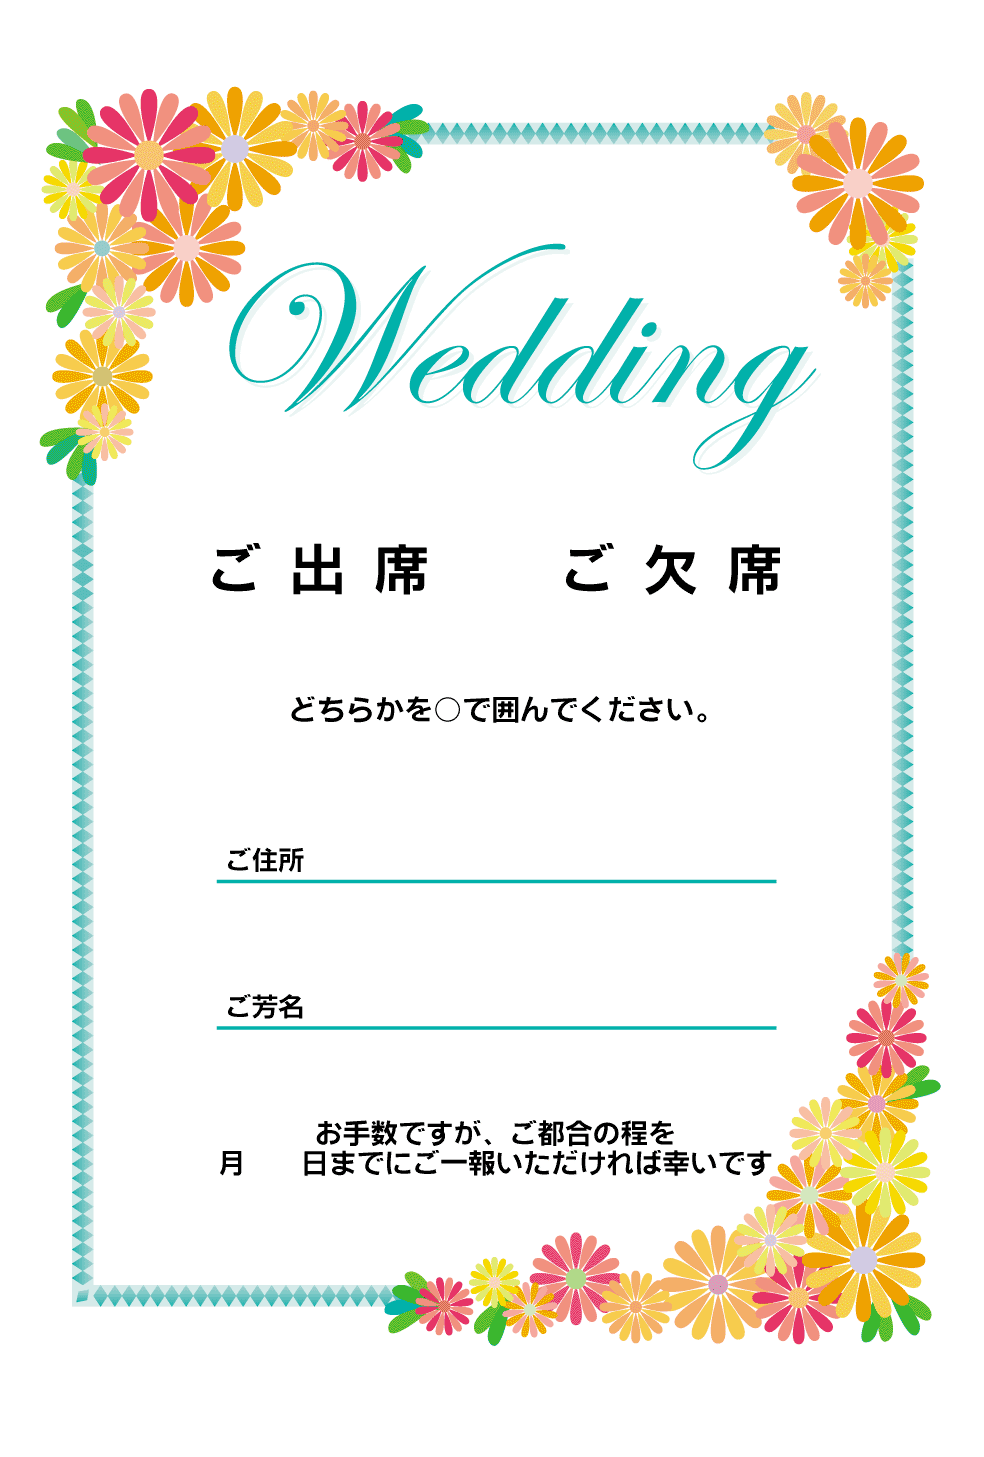 Wedding
ご出席　　ご欠席
どちらかを○で囲んでください。
ご住所
ご芳名
お手数ですが、ご都合の程を
月　　日までにご一報いただければ幸いです